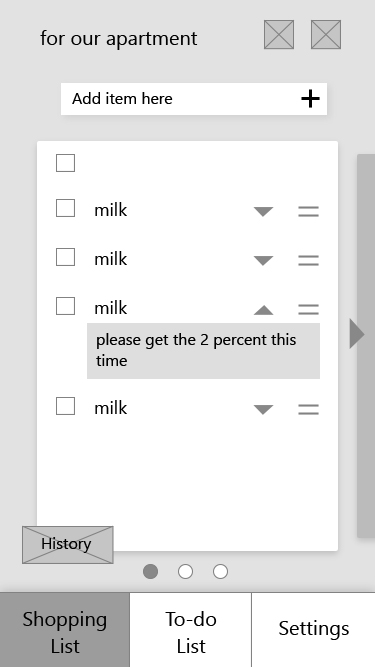 for our apartment
Add item here
milk
milk
milk
please get the 2 percent this
time
milk
History
Shopping
List
To-do
List
Settings